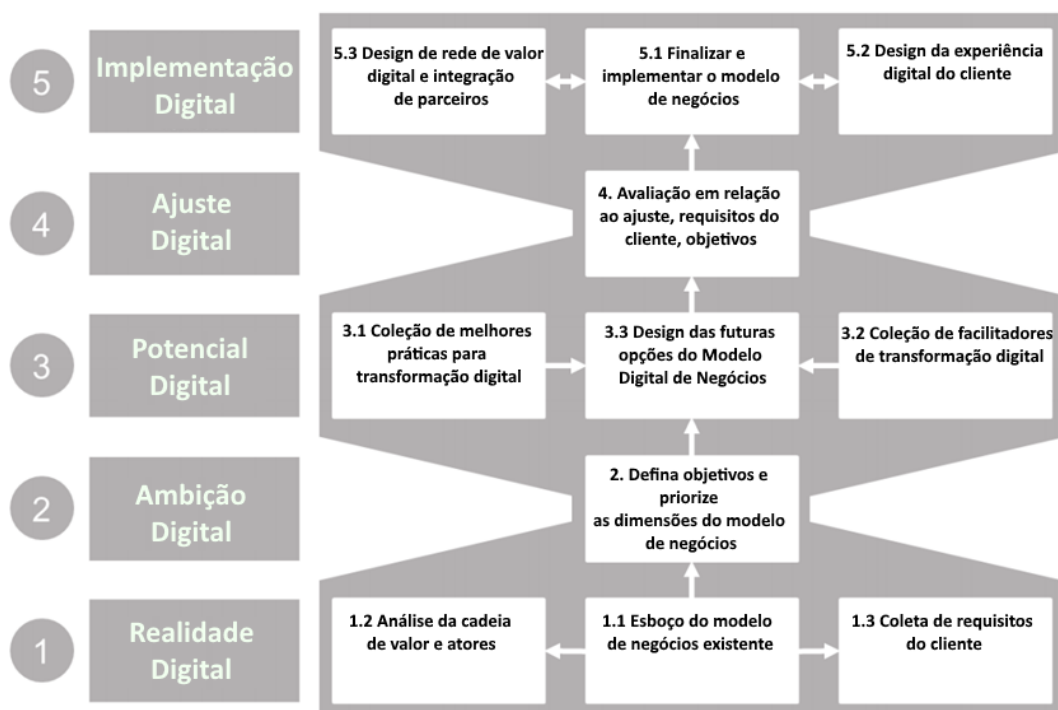 5
Implementação
Digital
5.3 Design de rede de valor
digital e integração
de parceiros
5.1 Finalizar e
implementar o modelo
de negócios
5.2 Design da experiência
digital do cliente
4
Ajuste
Digital
4. Avaliação em relação
ao ajuste, requisitos do
cliente, objetivos
3
Potencial
Digital
3.1 Coleção de melhores
práticas para
transformação digital
3.3 Design das futuras
opções do Modelo
Digital de Negócios
3.2 Coleção de facilitadores
de transformação digital
2
Ambição
Digital
2. Defina objetivos e
priorize
as dimensões do modelo
de negócios
1
Realidade
Digital
1.2 Análise da cadeia
de valor e atores
1.1 Esboço do modelo
de negócios existente
1.3 Coleta de requisitos
do cliente